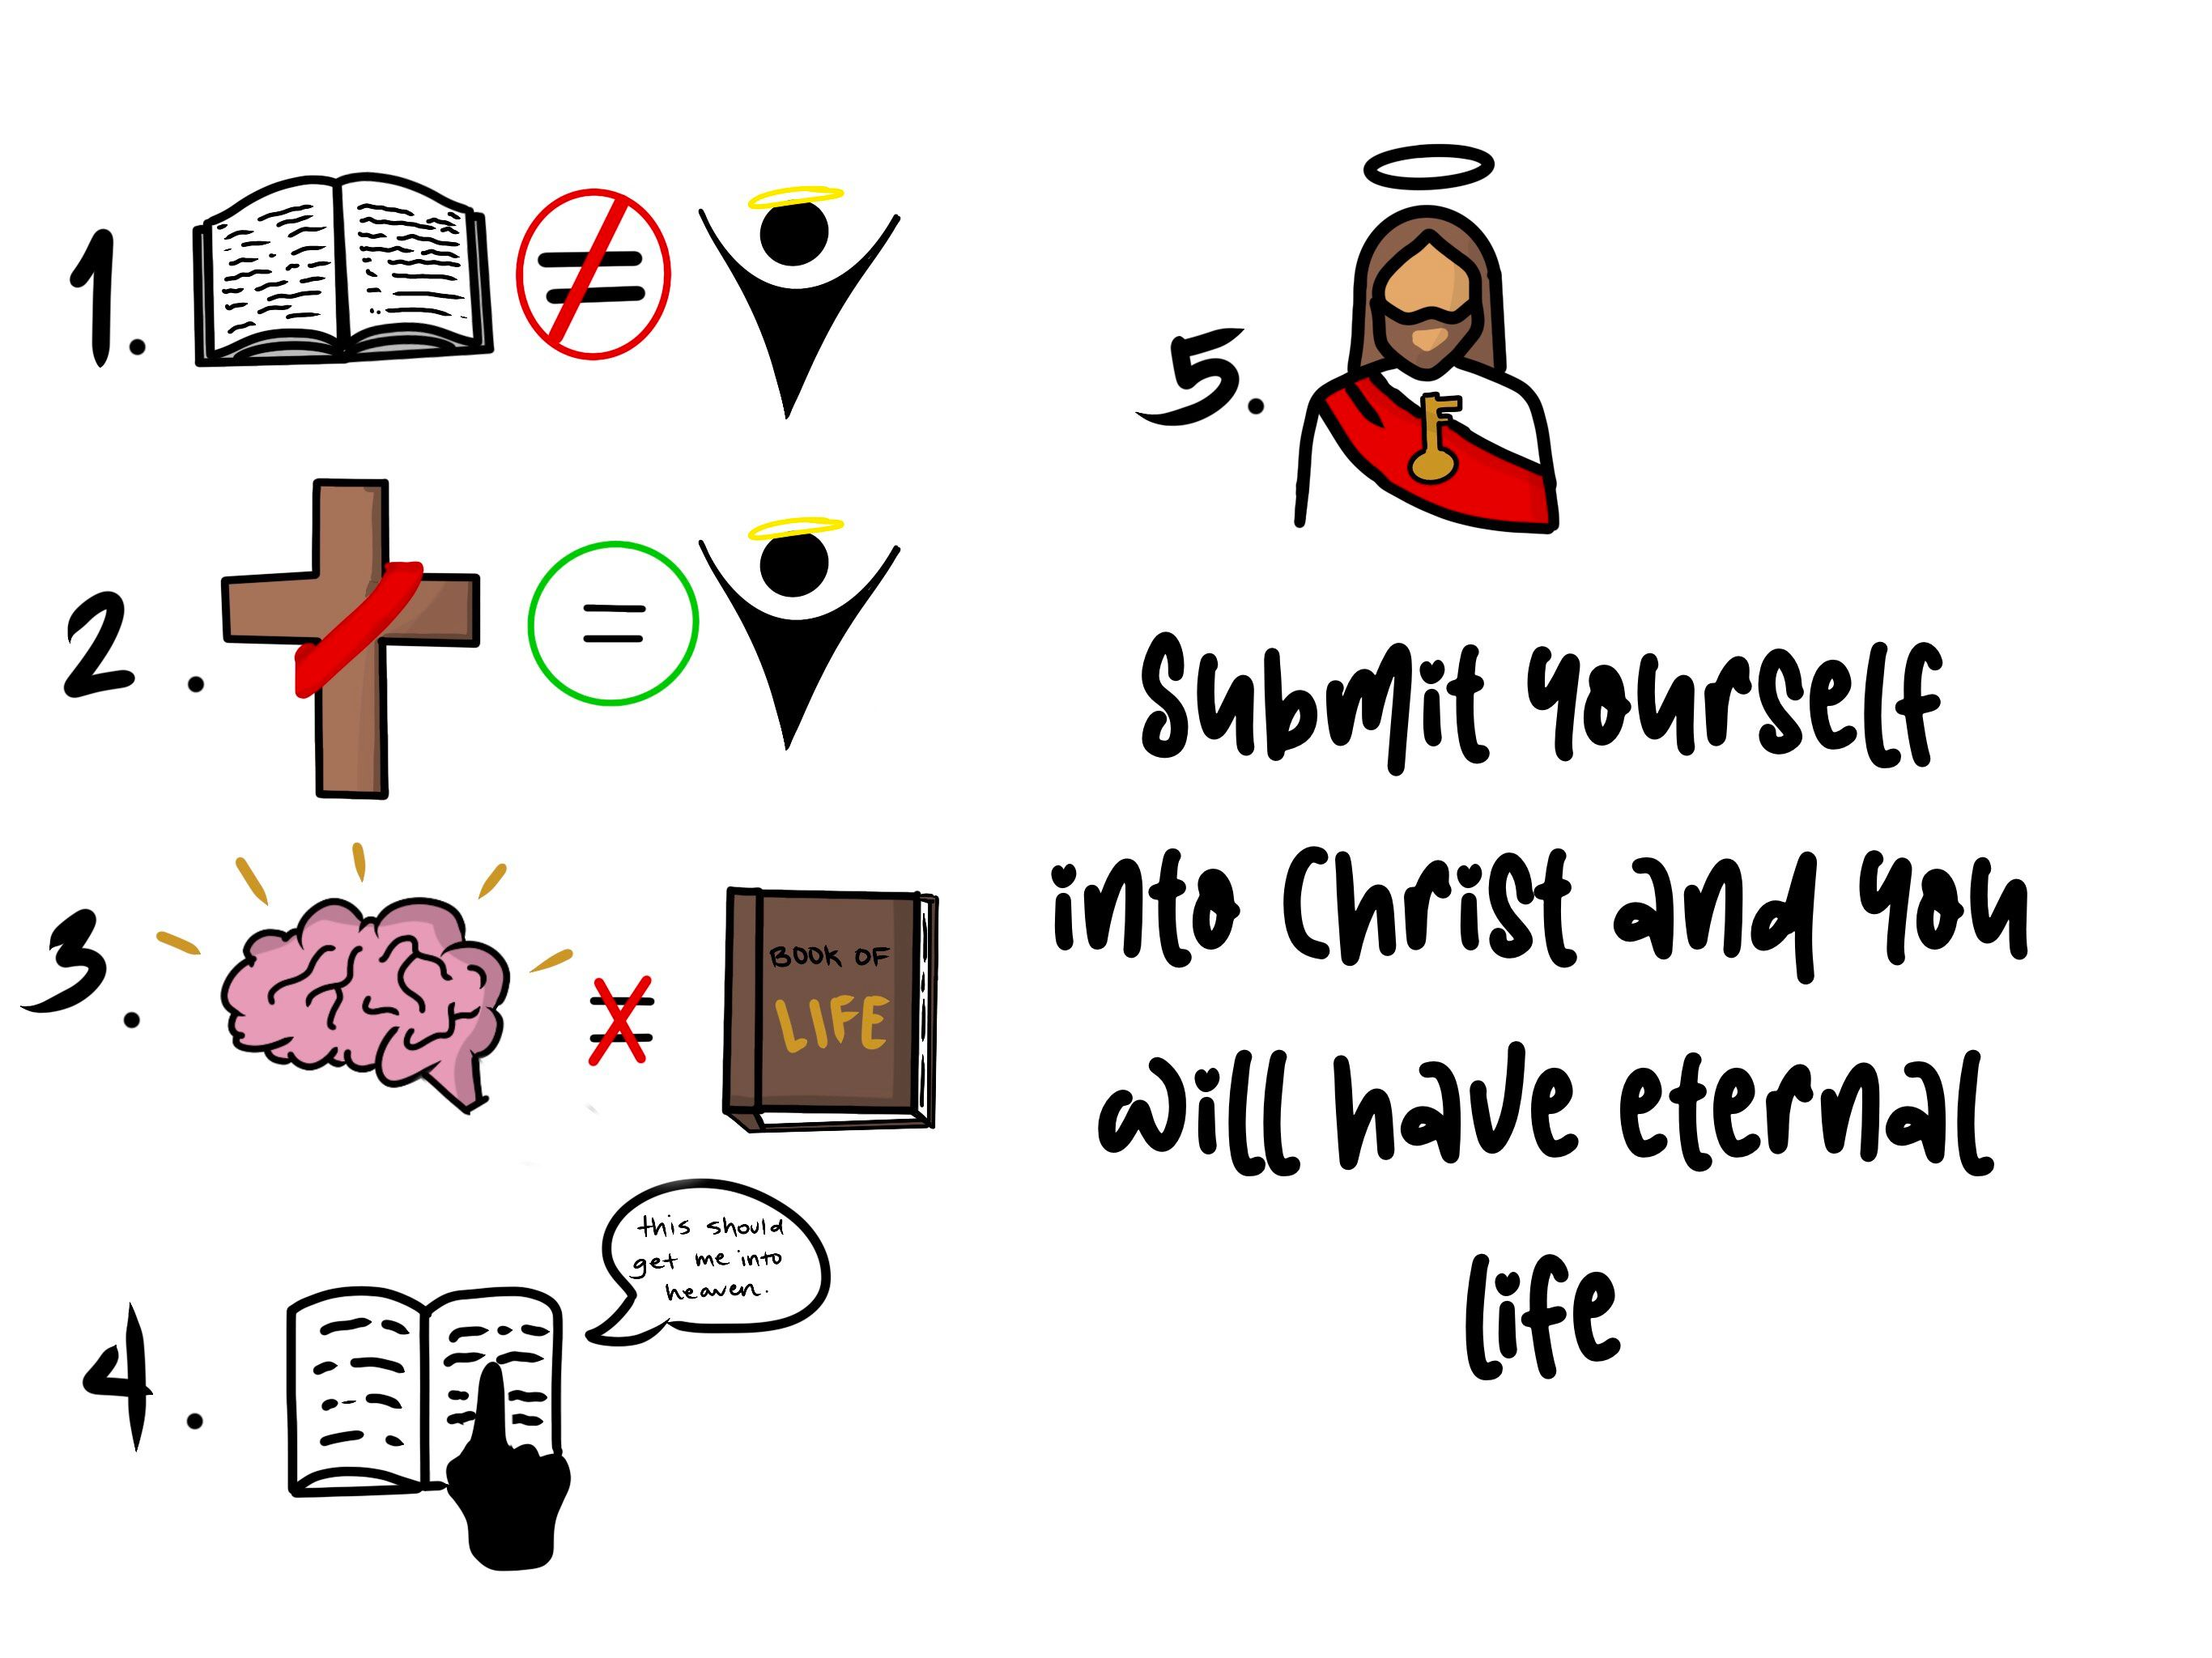 1.
2.
3.
BOOK OF
LIFE
this should
get me into
heaven.
4.
5.
Submit yourself
into Christ and you
will have eternal
life